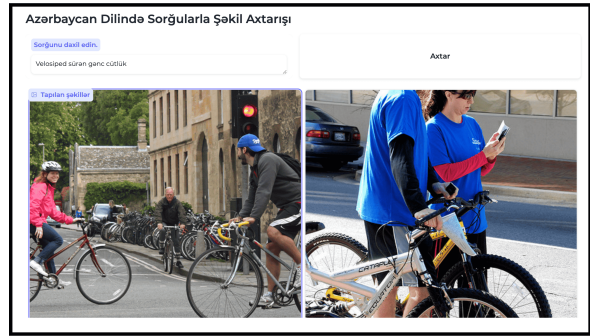 Azərbaycan Dilində Sorğularla Şəkil Axtarışı
Sorğunu daxil edin.
Velosiped sürən gənc cütlük
Axtar
Tapılan şəkillər